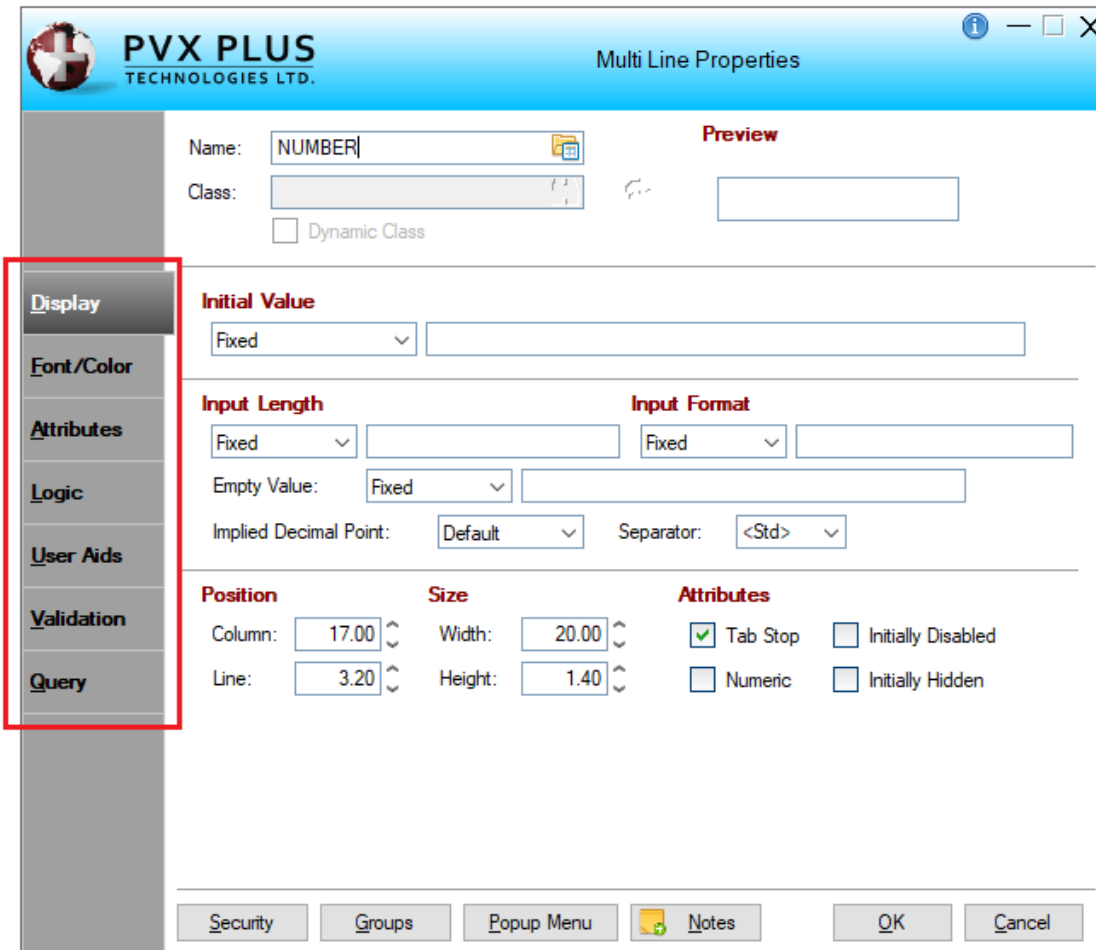 PVX PLUS
TECHNOLOGIES LTD.
Multi Line Properties
Name: NUMBER
Preview
Class:
Dynamic Class
Display
Font/Color
Attributes
Logic
User Aids
Validation
Query
Initial Value
Fixed
Input Length Input Format
Fixed Fixed
Empty Value: Fixed
Implied Decimal Point: Default Separator: <Std>
Position Size Attributes
Column: 17.00 Width: 20.00 Tab Stop Initially Disabled
Line: 3.20 Height: 1.40 Numeric Initially Hidden
Security Groups Popup Menu Notes OK Cancel